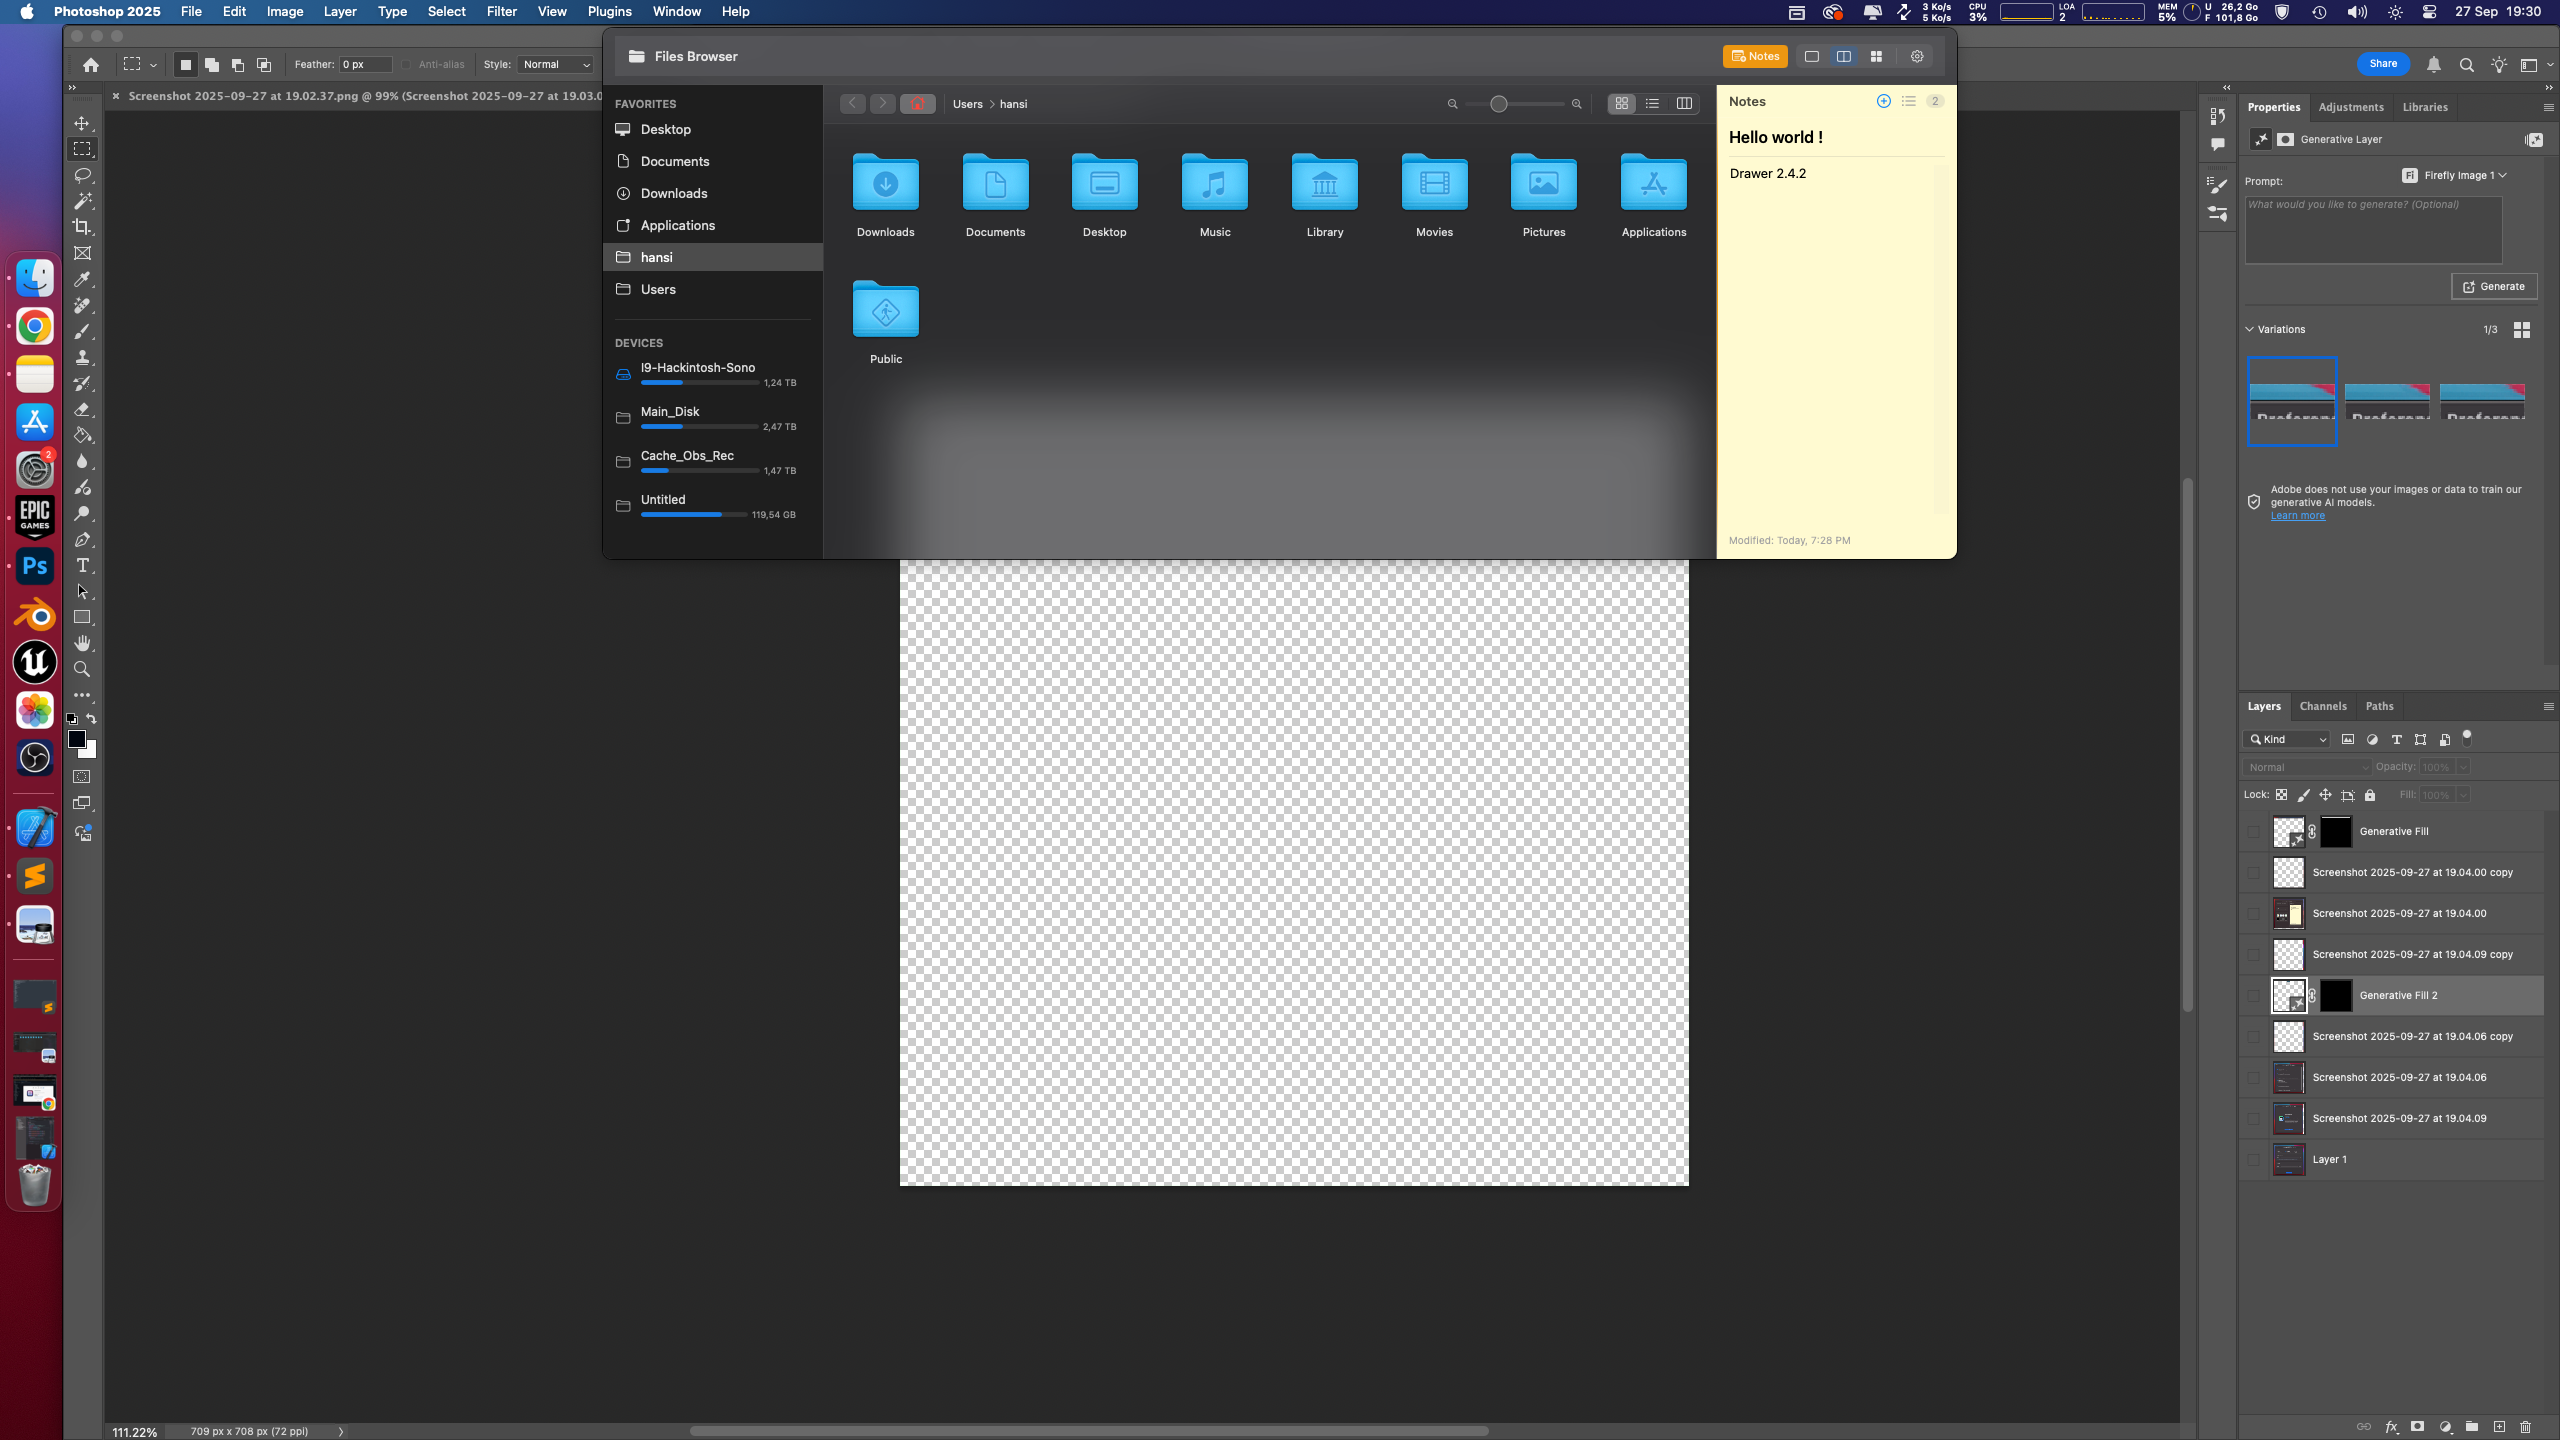 Photoshop 2025 File Edit Image Layer Type Select Filter View Plugins Window Help
3 Ko/s
5 Ko/s
CPU
3%
LOA
2
MEM
5%
U 26,2 Go
F 101,8 Go
27 Sep 19:30
Feather: 0 px Anti-alias Style: Normal
Share
Screenshot 2025-09-27 at 19.02.37.png @ 99% (Screenshot 2025-09-27 at 19.03.0
Files Browser
Notes
FAVORITES
Desktop
Documents
Downloads
Applications
hansi
Users
DEVICES
I9-Hackintosh-Sono
1,24 TB
Main_Disk
2,47 TB
Cache_Obs_Rec
1,47 TB
Untitled
119,54 GB
Users > hansi
Downloads Documents Desktop Music Library Movies Pictures Applications
Public
Notes 2
Hello world !
Drawer 2.4.2
Modified: Today, 7:28 PM
Properties Adjustments Libraries
Generative Layer
Prompt: Fi Firefly Image 1
What would you like to generate? (Optional)
Generate
Variations 1/3
Adobe does not use your images or data to train our
generative AI models.
Learn more
Layers Channels Paths
Kind
Normal Opacity: 100%
Lock: Fill: 100%
Generative Fill
Screenshot 2025-09-27 at 19.04.00 copy
Screenshot 2025-09-27 at 19.04.00
Screenshot 2025-09-27 at 19.04.09 copy
Generative Fill 2
Screenshot 2025-09-27 at 19.04.06 copy
Screenshot 2025-09-27 at 19.04.06
Screenshot 2025-09-27 at 19.04.09
Layer 1
2
EPIC
GAMES
Ps
111.22% 709 px x 708 px (72 ppi)